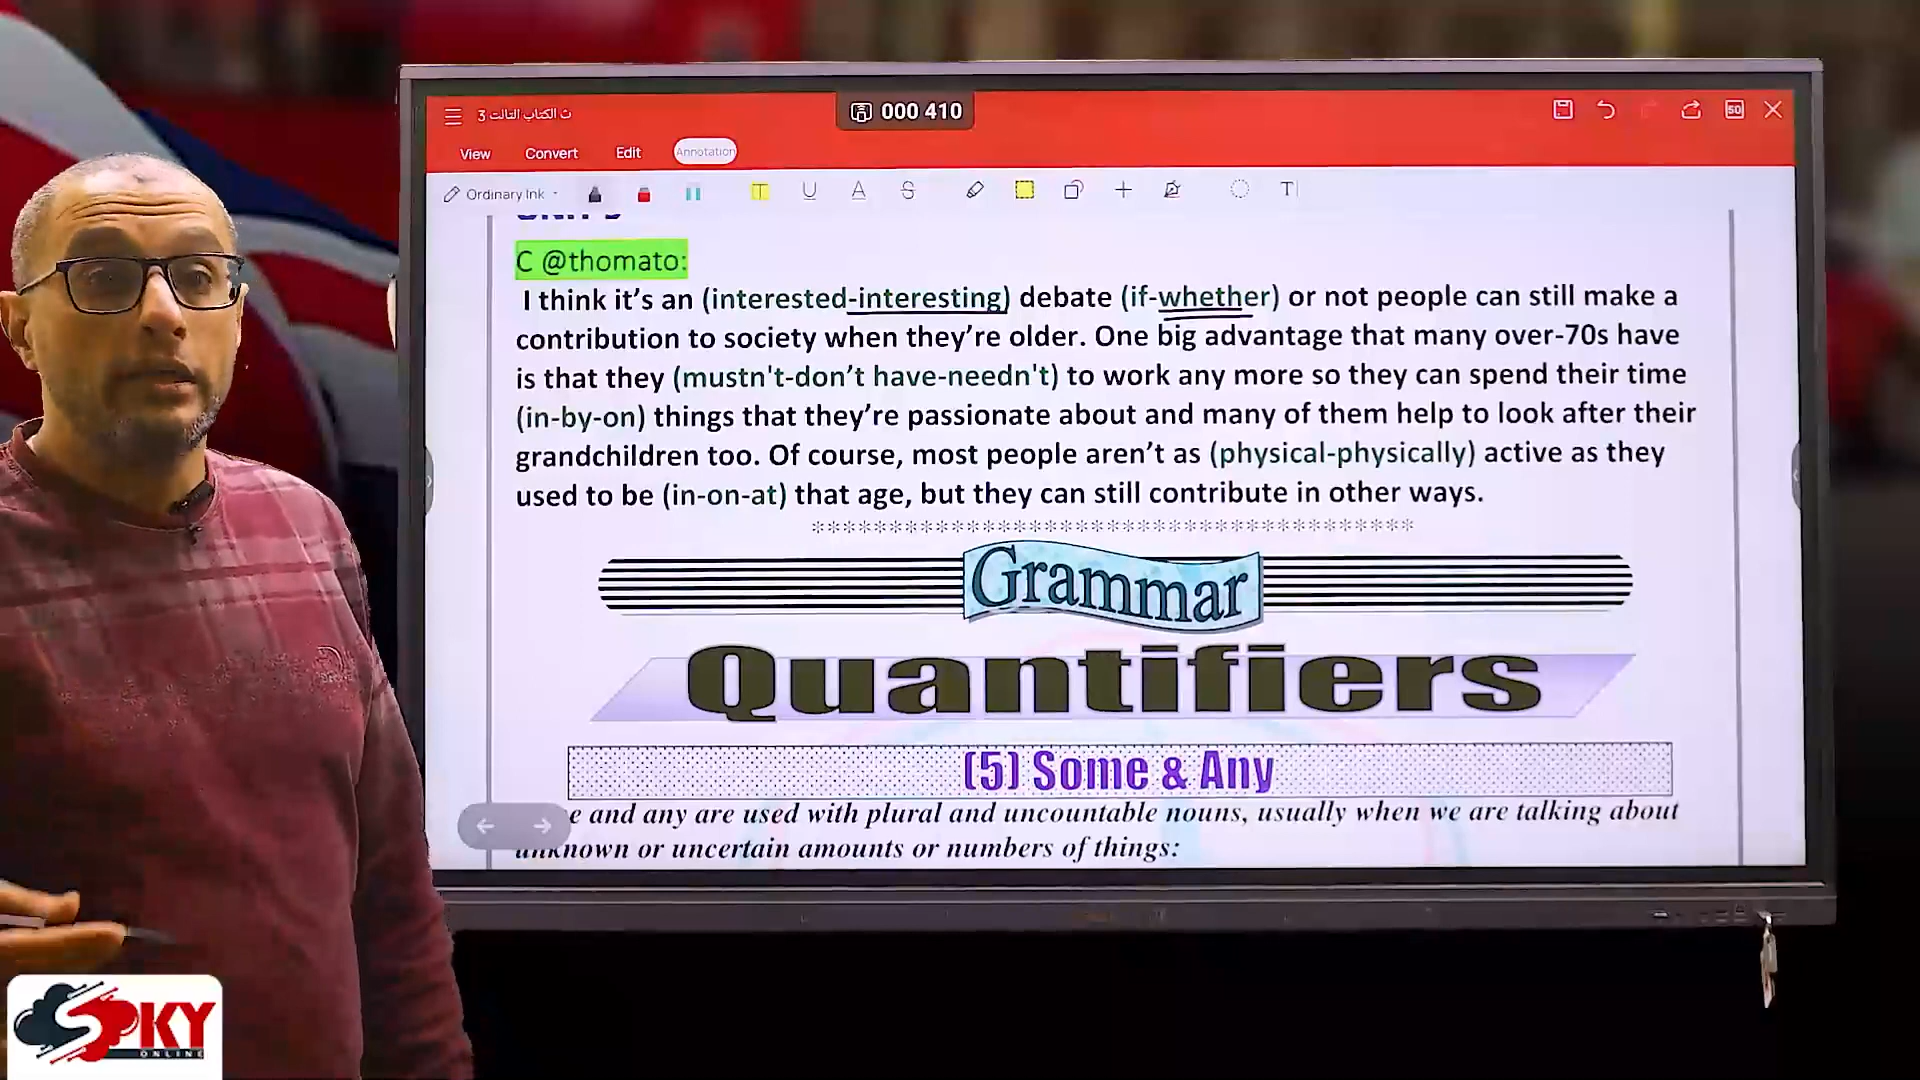 3 ث الكتاب التالت
000 410
View Convert Edit Annotation
Ordinary Ink
C @thomato:
I think it's an (interested-interesting) debate (if-whether) or not people can still make a
contribution to society when they're older. One big advantage that many over-70s have
is that they (mustn't-don't have-needn't) to work any more so they can spend their time
(in-by-on) things that they're passionate about and many of them help to look after their
grandchildren too. Of course, most people aren't as (physical-physically) active as they
used to be (in-on-at) that age, but they can still contribute in other ways.
***************************************
Grammar
Quantifiers
(5) Some & Any
e and any are used with plural and uncountable nouns, usually when we are talking about
unknown or uncertain amounts or numbers of things:
SPKY
ONLINE